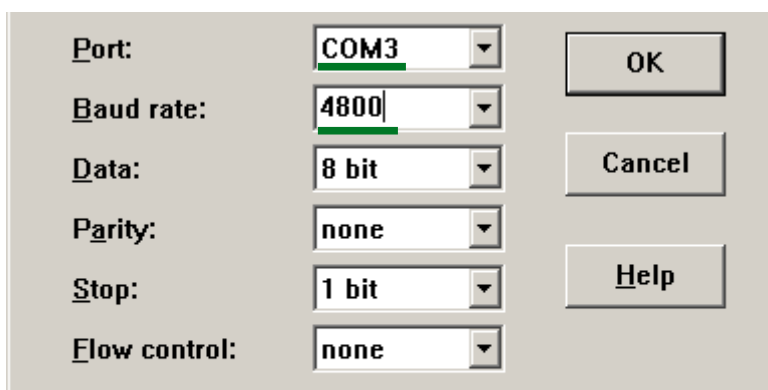 Port: COM3 OK
Baud rate: 4800
Data: 8 bit Cancel
Parity: none
Stop: 1 bit Help
Flow control: none